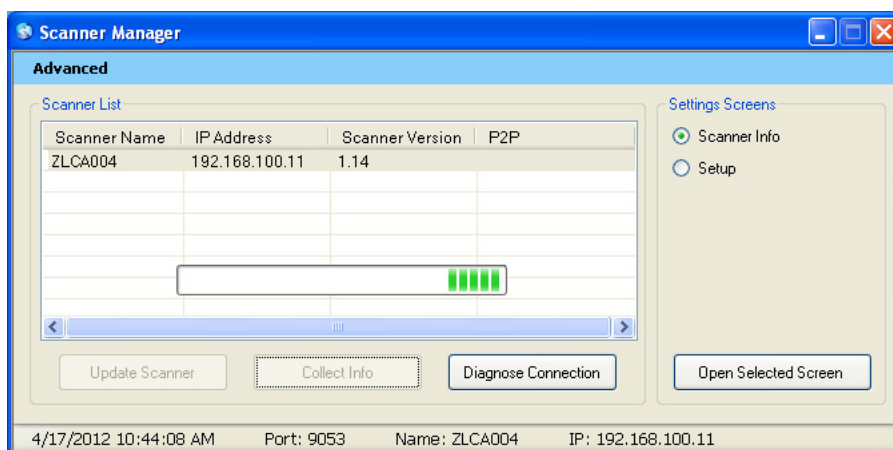 Scanner Manager
Advanced
Scanner List
Scanner Name IP Address Scanner Version P2P
ZLCA004 192.168.100.11 1.14
Update Scanner Collect Info Diagnose Connection
Settings Screens
Scanner Info
Setup
Open Selected Screen
4/17/2012 10:44:08 AM Port: 9053 Name: ZLCA004 IP: 192.168.100.11